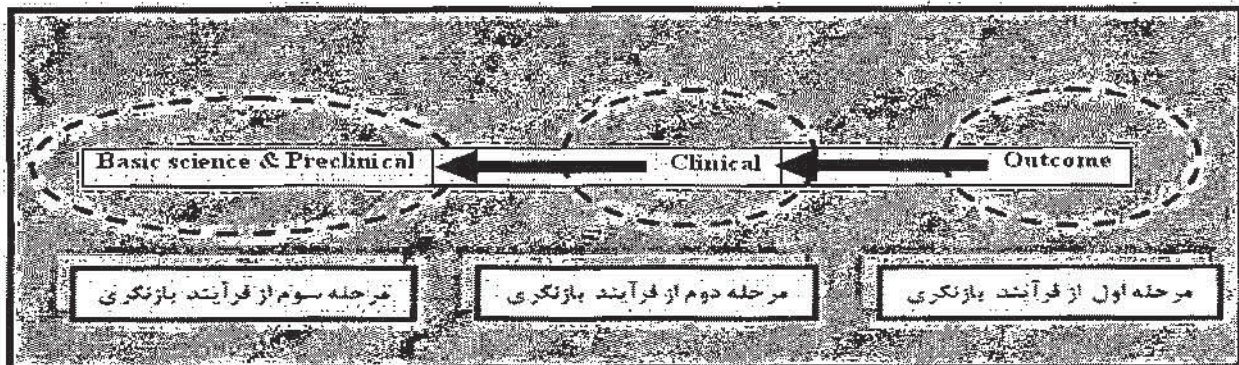 Basic science & Preclinical
Clinical
Outcome
مرحله اول از فرآیند بازنگری
مرحله دوم از فرآیند بازنگری
مرحله سوم از فرآیند بازنگری